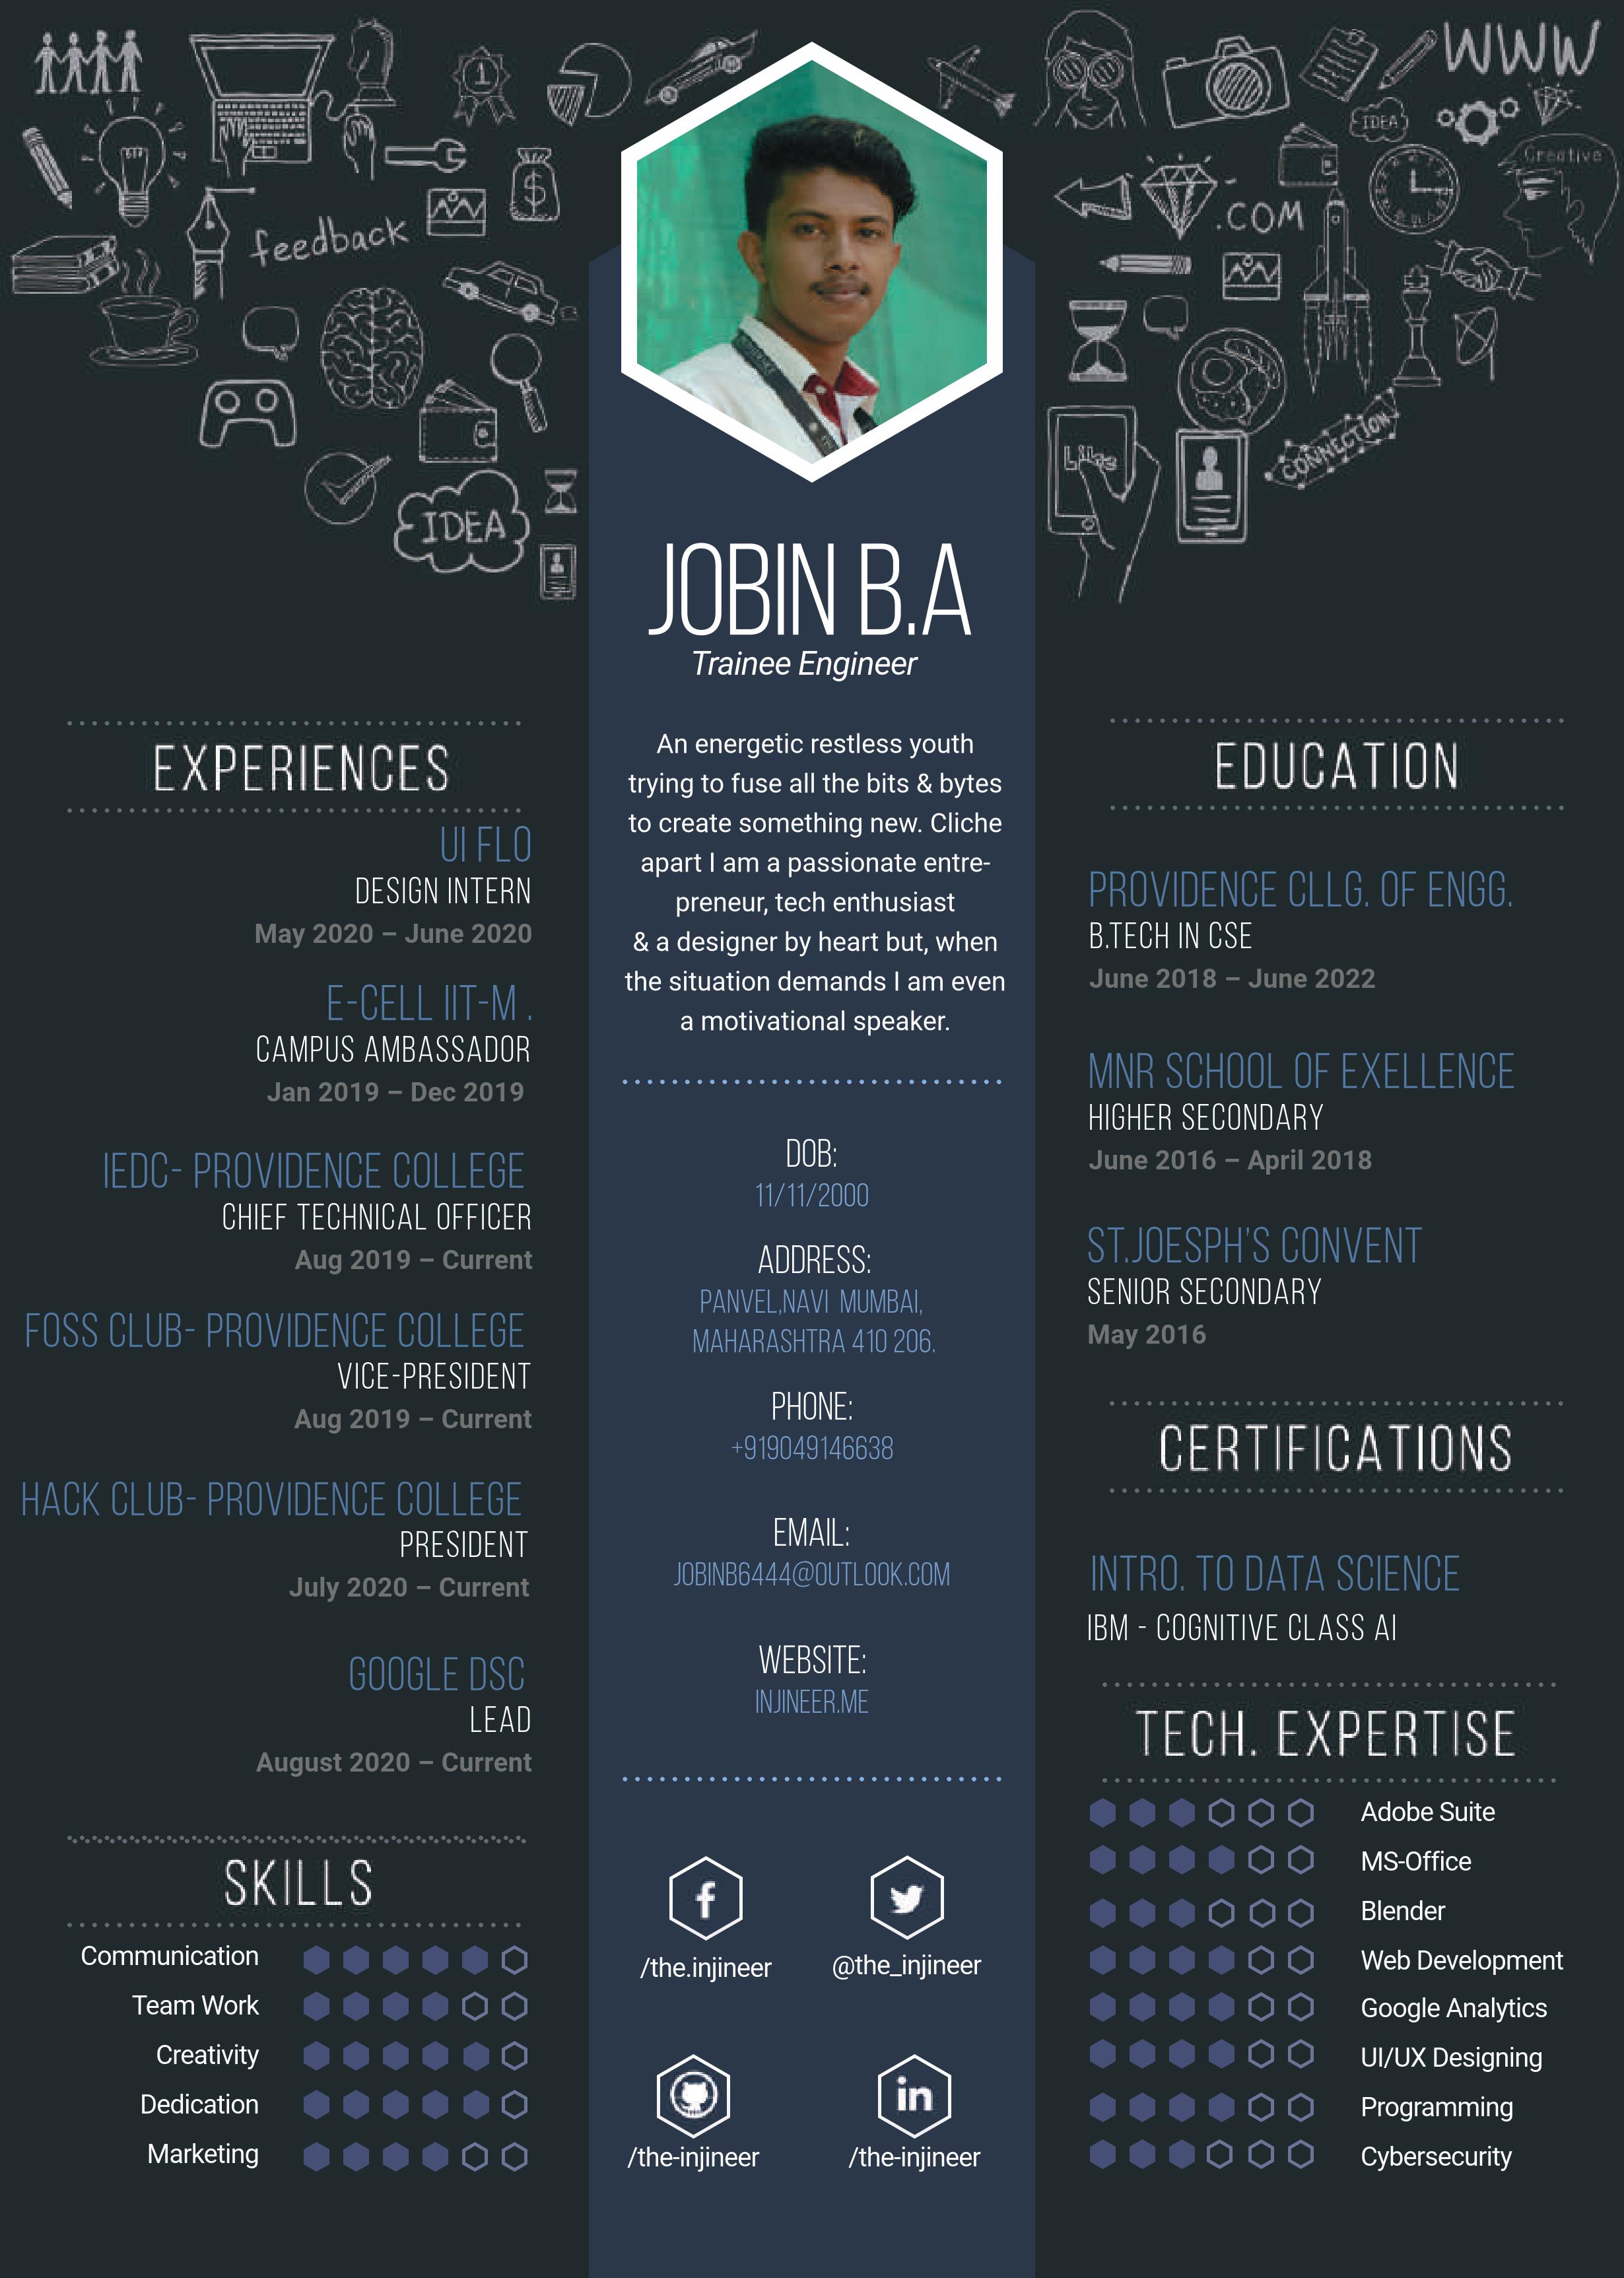 WWW
1
IDEA
Creative
$
feedback
.COM
Like
CONNECTION
IDEA
JOBIN B.A
Trainee Engineer
An energetic restless youth
trying to fuse all the bits & bytes
to create something new. Cliche
apart I am a passionate entre-
preneur, tech enthusiast
& a designer by heart but, when
the situation demands I am even
a motivational speaker.
DOB:
11/11/2000
ADDRESS:
PANVEL,NAVI MUMBAI,
MAHARASHTRA 410 206.
PHONE:
+919049146638
EMAIL:
JOBINB6444@OUTLOOK.COM
WEBSITE:
INJINEER.ME
/the.injineer
@the_injineer
/the-injineer
/the-injineer
EXPERIENCES
UI FLO
DESIGN INTERN
May 2020 – June 2020
E-CELL IIT-M .
CAMPUS AMBASSADOR
Jan 2019 – Dec 2019
IEDC- PROVIDENCE COLLEGE
CHIEF TECHNICAL OFFICER
Aug 2019 – Current
FOSS CLUB- PROVIDENCE COLLEGE
VICE-PRESIDENT
Aug 2019 – Current
HACK CLUB- PROVIDENCE COLLEGE
PRESIDENT
July 2020 – Current
GOOGLE DSC
LEAD
August 2020 – Current
SKILLS
Communication
Team Work
Creativity
Dedication
Marketing
EDUCATION
PROVIDENCE CLLG. OF ENGG.
B.TECH IN CSE
June 2018 – June 2022
MNR SCHOOL OF EXELLENCE
HIGHER SECONDARY
June 2016 – April 2018
ST.JOESPH'S CONVENT
SENIOR SECONDARY
May 2016
CERTIFICATIONS
INTRO. TO DATA SCIENCE
IBM - COGNITIVE CLASS AI
TECH. EXPERTISE
Adobe Suite
MS-Office
Blender
Web Development
Google Analytics
UI/UX Designing
Programming
Cybersecurity